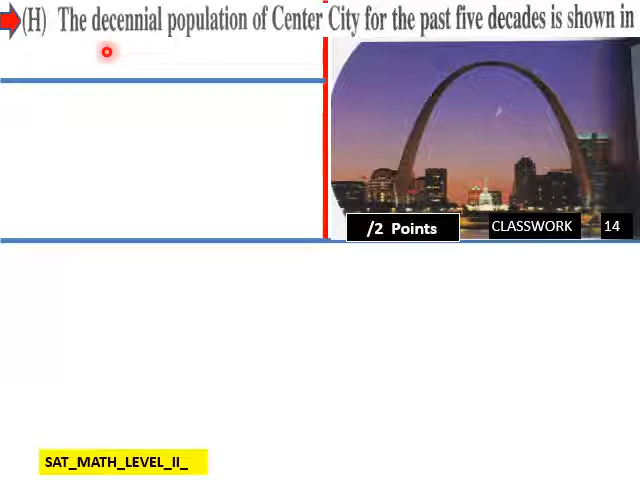 (H) The decennial population of Center City for the past five decades is shown in
/2 Points
CLASSWORK
14
SAT_MATH_LEVEL_II_